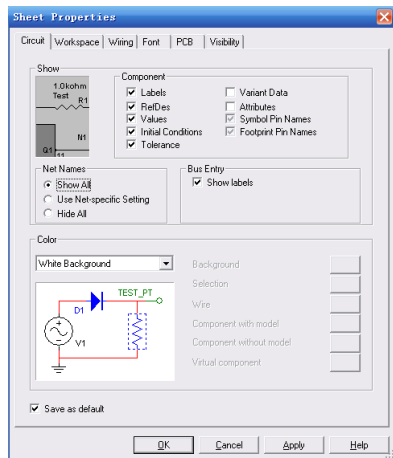 Sheet Properties
Circuit Workspace Wiring Font PCB Visibility
Show
1.0kohm
Test
R1
N1
Q1
11
Component
Labels
RefDes
Values
Initial Conditions
Tolerance
Variant Data
Attributes
Symbol Pin Names
Footprint Pin Names
Net Names
Show All
Use Net-specific Setting
Hide All
Bus Entry
Show labels
Color
White Background
TEST_PT
D1
V1
Background
Selection
Wire
Component with model
Component without model
Virtual component
Save as default
OK Cancel Apply Help